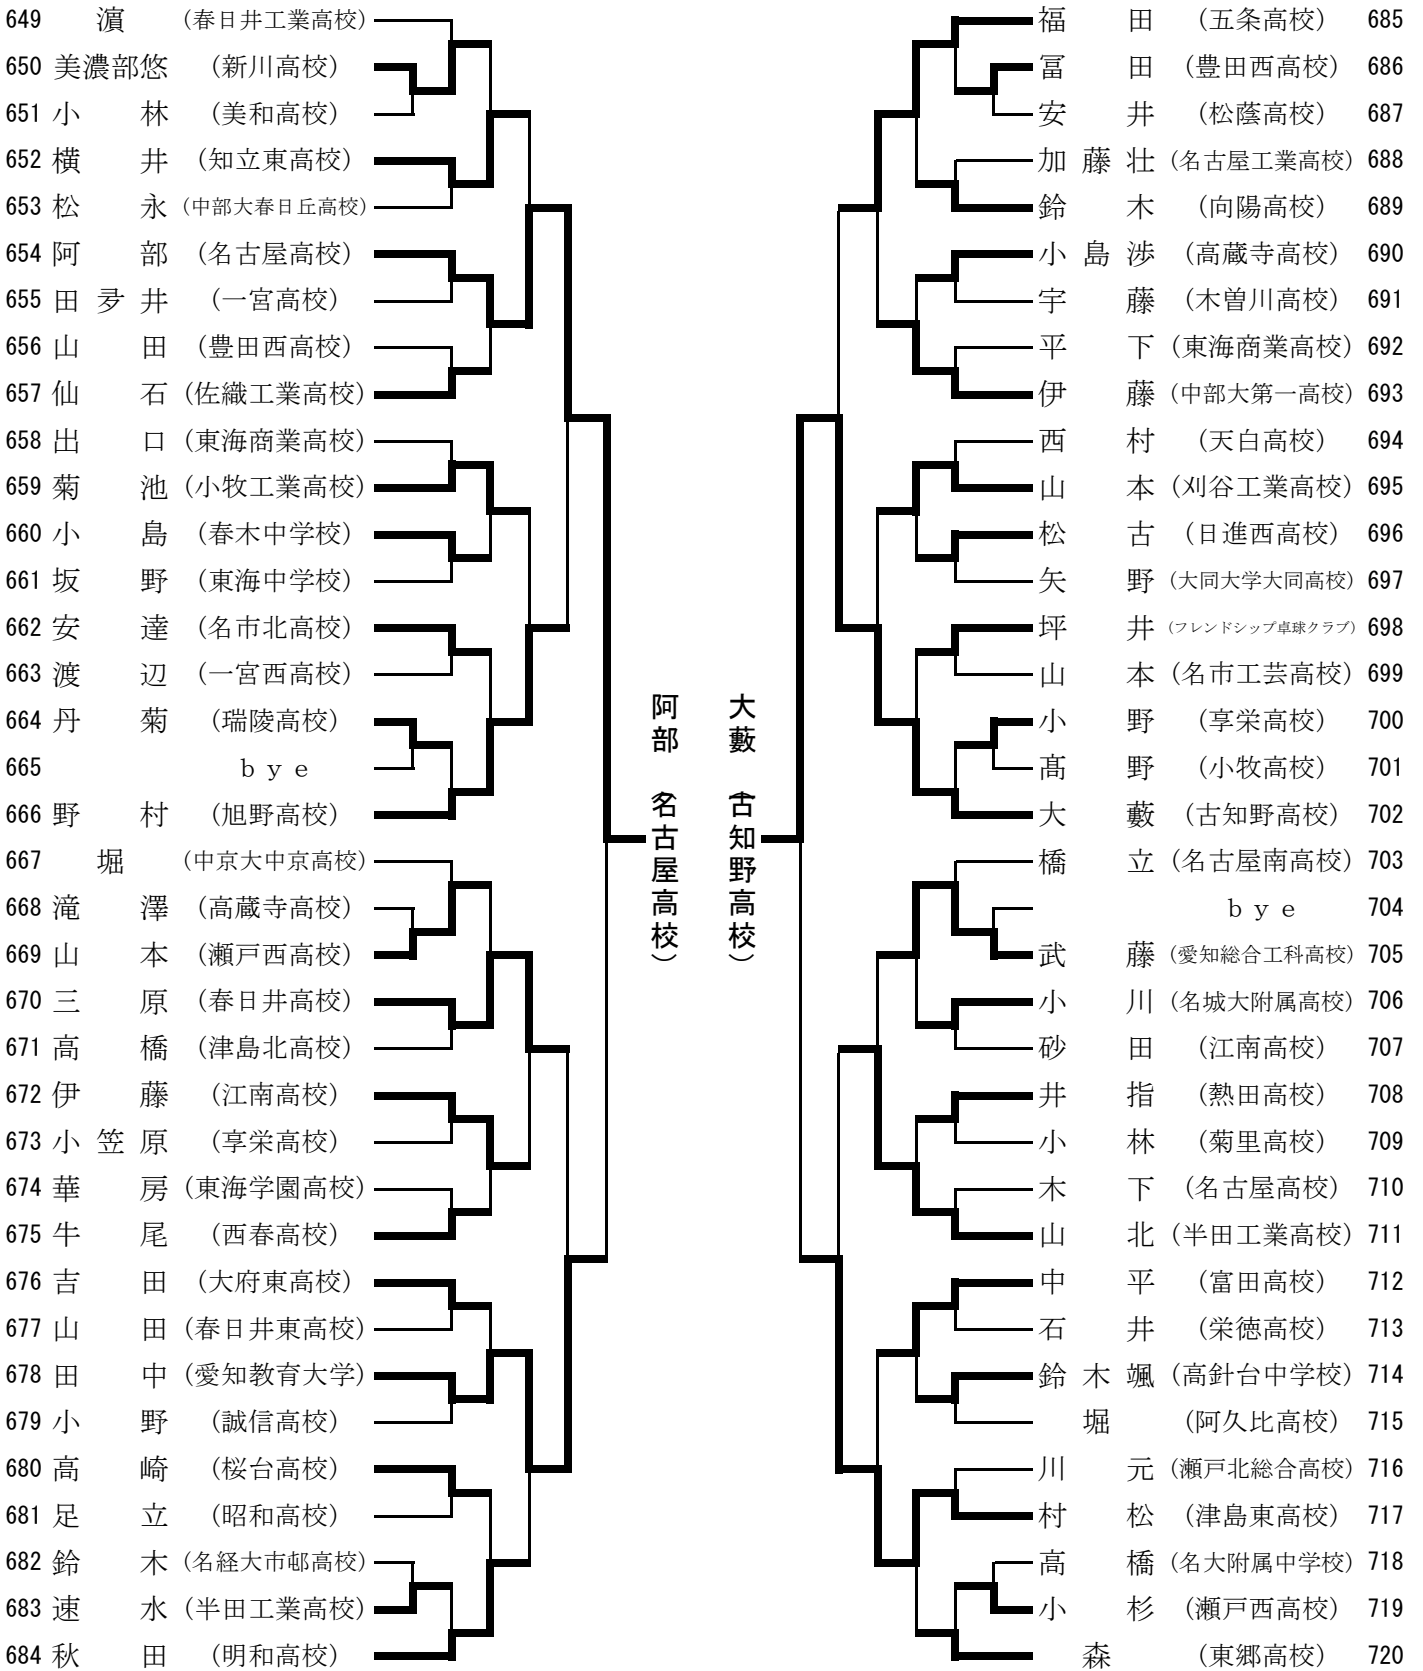 649 濵 (春日井工業高校)
650 美濃部悠 (新川高校)
651 小林 (美和高校)
652 横井 (知立東高校)
653 松永 (中部大春日丘高校)
654 阿部 (名古屋高校)
655 田夛井 (一宮高校)
656 山田 (豊田西高校)
657 仙石 (佐織工業高校)
658 出口 (東海商業高校)
659 菊池 (小牧工業高校)
660 小島 (春木中学校)
661 坂野 (東海中学校)
662 安達 (名市北高校)
663 渡辺 (一宮西高校)
664 丹菊 (瑞陵高校)
665 bye
666 野村 (旭野高校)
667 堀 (中京大中京高校)
668 滝澤 (高蔵寺高校)
669 山本 (瀬戸西高校)
670 三原 (春日井高校)
671 高橋 (津島北高校)
672 伊藤 (江南高校)
673 小笠原 (享栄高校)
674 華房 (東海学園高校)
675 牛尾 (西春高校)
676 吉田 (大府東高校)
677 山田 (春日井東高校)
678 田中 (愛知教育大学)
679 小野 (誠信高校)
680 高崎 (桜台高校)
681 足立 (昭和高校)
682 鈴木 (名経大市邨高校)
683 速水 (半田工業高校)
684 秋田 (明和高校)
阿部 (名古屋高校)
大藪 (古知野高校)
福田 (五条高校) 685
冨田 (豊田西高校) 686
安井 (松蔭高校) 687
加藤壮 (名古屋工業高校) 688
鈴木 (向陽高校) 689
小島渉 (高蔵寺高校) 690
宇藤 (木曽川高校) 691
平下 (東海商業高校) 692
伊藤 (中部大第一高校) 693
西村 (天白高校) 694
山本 (刈谷工業高校) 695
松古 (日進西高校) 696
矢野 (大同大学大同高校) 697
坪井 (フレンドシップ卓球クラブ) 698
山本 (名市工芸高校) 699
小野 (享栄高校) 700
髙野 (小牧高校) 701
大藪 (古知野高校) 702
橋立 (名古屋南高校) 703
bye 704
武藤 (愛知総合工科高校) 705
小川 (名城大附属高校) 706
砂田 (江南高校) 707
井指 (熱田高校) 708
小林 (菊里高校) 709
木下 (名古屋高校) 710
山北 (半田工業高校) 711
中平 (富田高校) 712
石井 (栄徳高校) 713
鈴木颯 (高針台中学校) 714
堀 (阿久比高校) 715
川元 (瀬戸北総合高校) 716
村松 (津島東高校) 717
高橋 (名大附属中学校) 718
小杉 (瀬戸西高校) 719
森 (東郷高校) 720